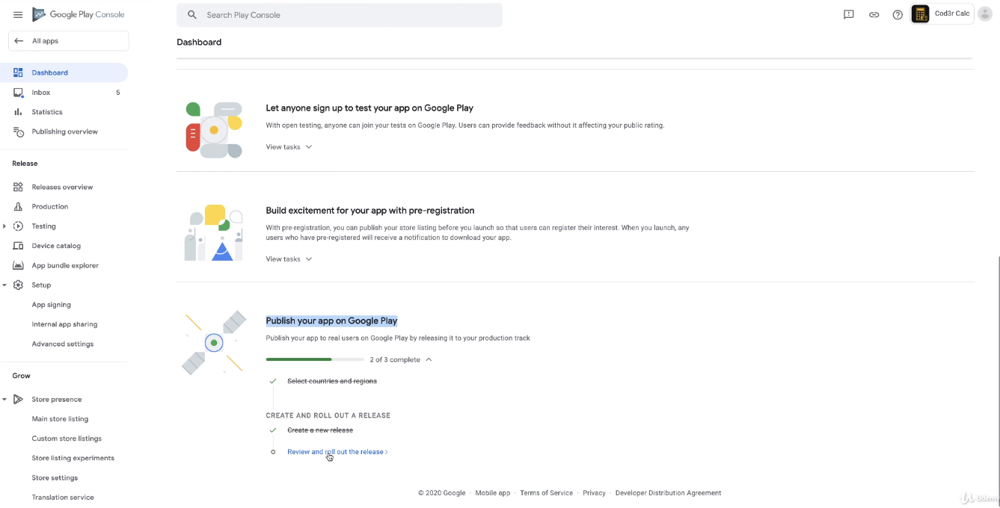 Google Play Console
Search Play Console
Cod3r Calc
All apps
Dashboard
Dashboard
Inbox 5
Statistics
Publishing overview
Release
Releases overview
Production
Testing
Device catalog
App bundle explorer
Setup
App signing
Internal app sharing
Advanced settings
Grow
Store presence
Main store listing
Custom store listings
Store listing experiments
Store settings
Translation service
Let anyone sign up to test your app on Google Play
With open testing, anyone can join your tests on Google Play. Users can provide feedback without it affecting your public rating.
View tasks
Build excitement for your app with pre-registration
With pre-registration, you can publish your store listing before you launch so that users can register their interest. When you launch, any
users who have pre-registered will receive a notification to download your app.
View tasks
Publish your app on Google Play
Publish your app to real users on Google Play by releasing it to your production track
2 of 3 complete
Select countries and regions
CREATE AND ROLL OUT A RELEASE
Create a new release
Review and roll out the release
© 2020 Google · Mobile app · Terms of Service · Privacy · Developer Distribution Agreement
Udemy